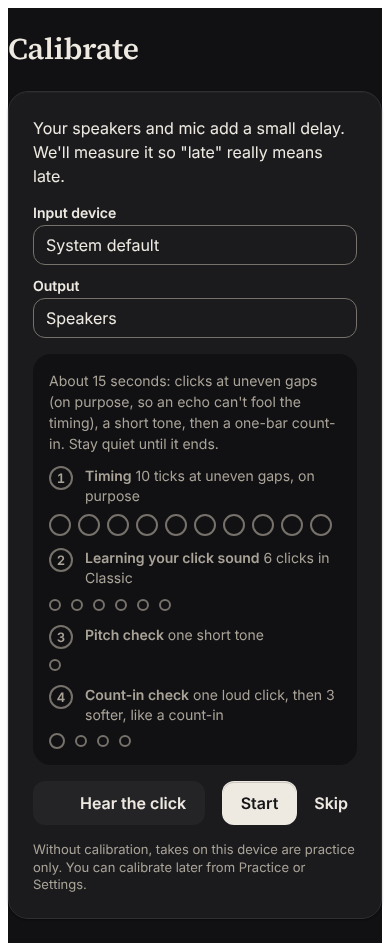 Calibrate
Your speakers and mic add a small delay.
We'll measure it so "late" really means
late.
Input device
System default
Output
Speakers
About 15 seconds: clicks at uneven gaps
(on purpose, so an echo can't fool the
timing), a short tone, then a one-bar count-
in. Stay quiet until it ends.
1 Timing 10 ticks at uneven gaps, on
purpose
2 Learning your click sound 6 clicks in
Classic
3 Pitch check one short tone
4 Count-in check one loud click, then 3
softer, like a count-in
Hear the click Start Skip
Without calibration, takes on this device are practice
only. You can calibrate later from Practice or
Settings.